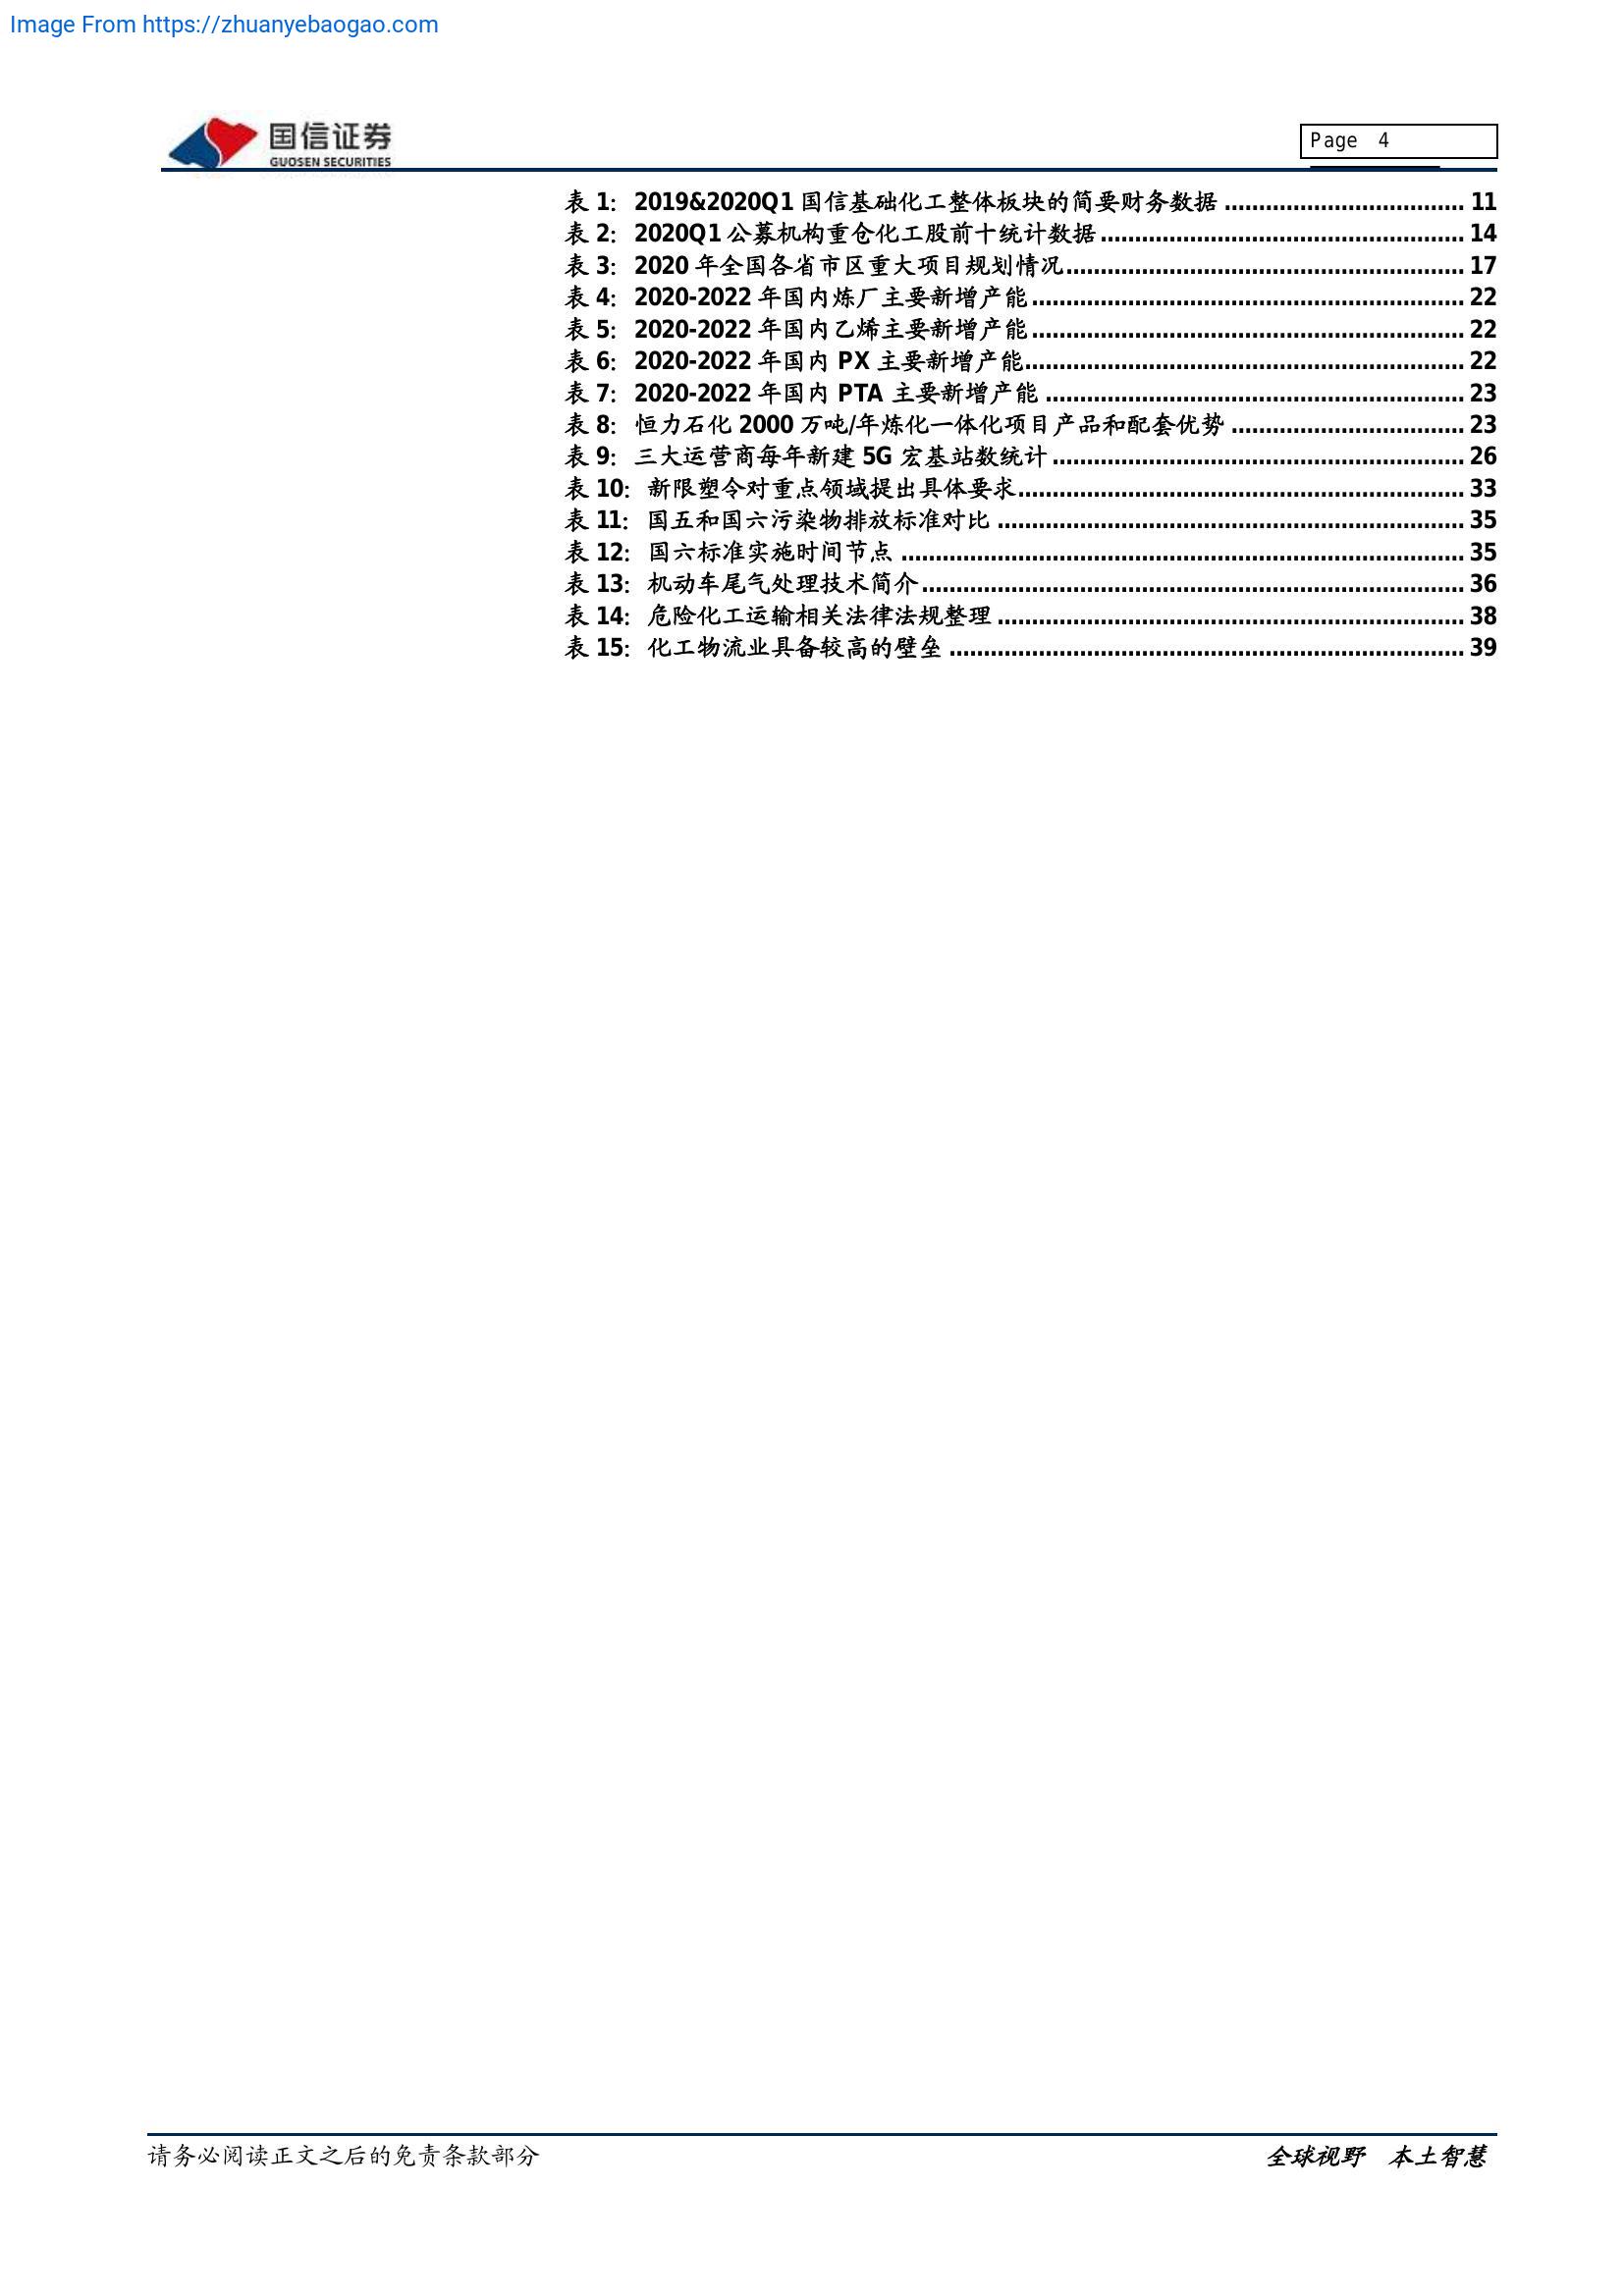 Image From https://zhuanyebaogao.com
国信证券
GUOSEN SECURITIES
Page 4
表 1: 2019&2020Q1 国信基础化工整体板块的简要财务数据 .................................. 11
表 2: 2020Q1 公募机构重仓化工股前十统计数据 .................................................... 14
表 3: 2020 年全国各省市区重大项目规划情况......................................................... 17
表 4: 2020-2022 年国内炼厂主要新增产能 .............................................................. 22
表 5: 2020-2022 年国内乙烯主要新增产能 .............................................................. 22
表 6: 2020-2022 年国内 PX 主要新增产能............................................................... 22
表 7: 2020-2022 年国内 PTA 主要新增产能 ............................................................ 23
表 8: 恒力石化 2000 万吨/年炼化一体化项目产品和配套优势 ................................. 23
表 9: 三大运营商每年新建 5G 宏基站数统计 ........................................................... 26
表 10: 新限塑令对重点领域提出具体要求................................................................ 33
表 11: 国五和国六污染物排放标准对比 ................................................................... 35
表 12: 国六标准实施时间节点 ................................................................................. 35
表 13: 机动车尾气处理技术简介.............................................................................. 36
表 14: 危险化工运输相关法律法规整理 ................................................................... 38
表 15: 化工物流业具备较高的壁垒 .......................................................................... 39
请务必阅读正文之后的免责条款部分
全球视野 本土智慧